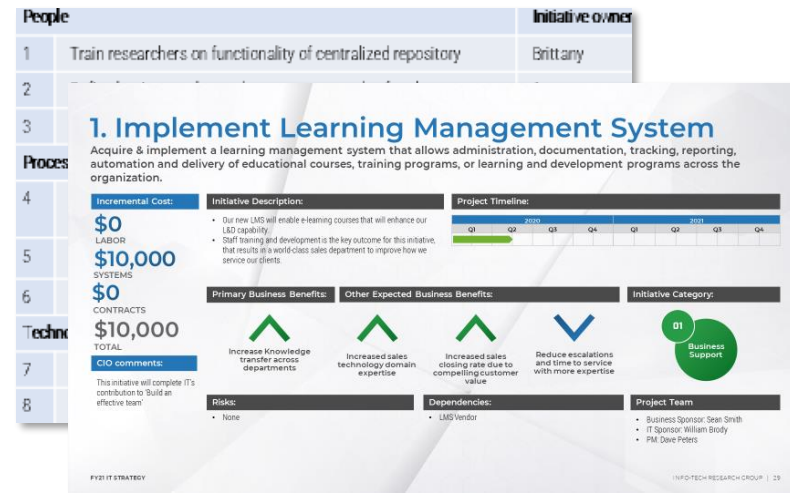 People Initiative owner
1 Train researchers on functionality of centralized repository Brittany
2
3
Proces
4
5
6
Techno
7
8
1. Implement Learning Management System
Acquire & implement a learning management system that allows administration, documentation, tracking, reporting,
automation and delivery of educational courses, training programs, or learning and development programs across the
organization.
Incremental Cost:
$0
LABOR
$10,000
SYSTEMS
$0
CONTRACTS
$10,000
TOTAL
CIO comments:
This initiative will complete IT's
contribution to 'Build an
effective team'
Initiative Description:
• Our new LMS will enable e-learning courses that will enhance our
L&D capability.
• Staff training and development is the key outcome for this initiative,
that results in a world-class sales department to improve how we
service our clients.
Project Timeline:
2020 2021
Q1 Q2 Q3 Q4 Q1 Q2 Q3 Q4
Primary Business Benefits:
Increase Knowledge
transfer across
departments
Other Expected Business Benefits:
Increased sales
technology domain
expertise
Increased sales
closing rate due to
compelling customer
value
Reduce escalations
and time to service
with more expertise
Initiative Category:
01
Business
Support
Risks:
• None
Dependencies:
• LMS Vendor
Project Team
• Business Sponsor: Sean Smith
• IT Sponsor: William Brody
• PM: Dave Peters
FY21 IT STRATEGY INFO-TECH RESEARCH GROUP | 29